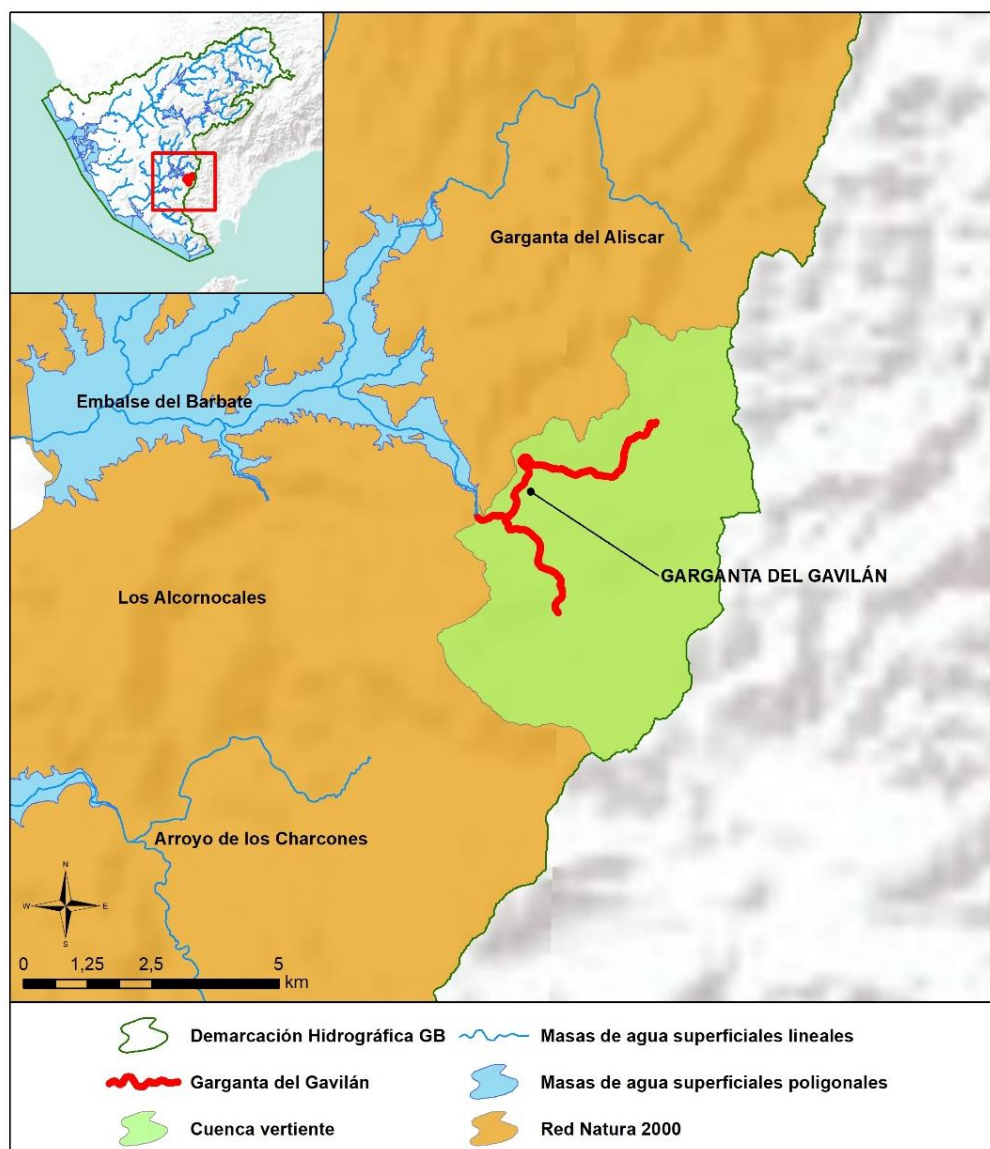 Garganta del Aliscar
Embalse del Barbate
GARGANTA DEL GAVILÁN
Los Alcornocales
Arroyo de los Charcones
N
W E
S
0 1,25 2,5 5
km
Demarcación Hidrográfica GB
Masas de agua superficiales lineales
Garganta del Gavilán
Masas de agua superficiales poligonales
Cuenca vertiente
Red Natura 2000